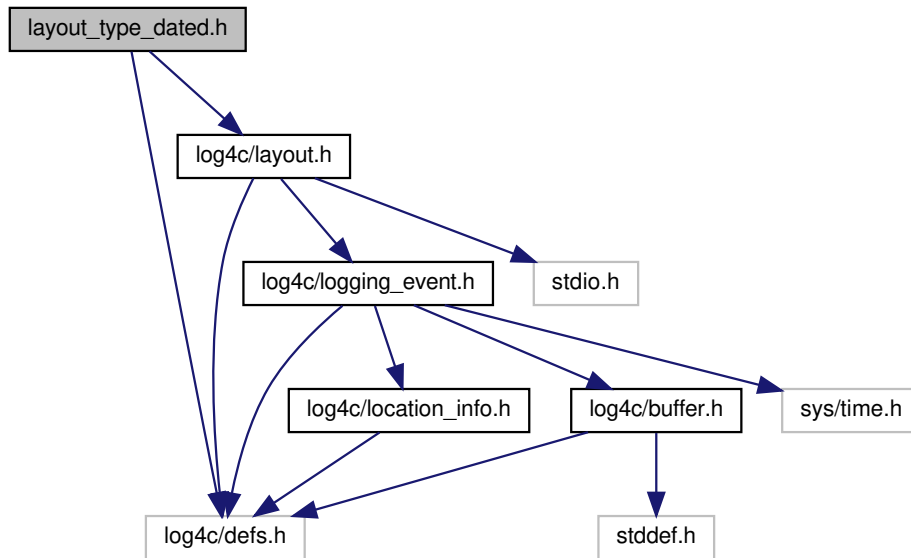 layout_type_dated.h
log4c/layout.h
log4c/logging_event.h
stdio.h
log4c/location_info.h
log4c/buffer.h
sys/time.h
log4c/defs.h
stddef.h